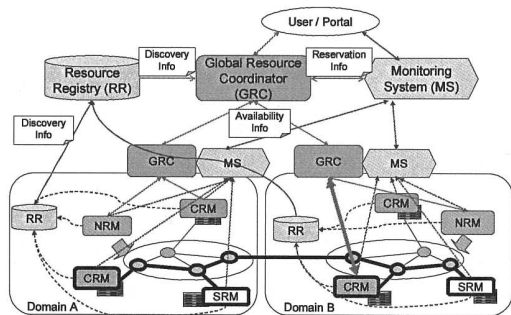 User / Portal
Discovery
Info
Reservation
Info
Resource
Registry (RR)
Global Resource
Coordinator
(GRC)
Monitoring
System (MS)
Discovery
Info
Availability
Info
GRC
MS
GRC
MS
RR
NRM
CRM
CRM
SRM
Domain A
RR
CRM
NRM
CRM
SRM
Domain B